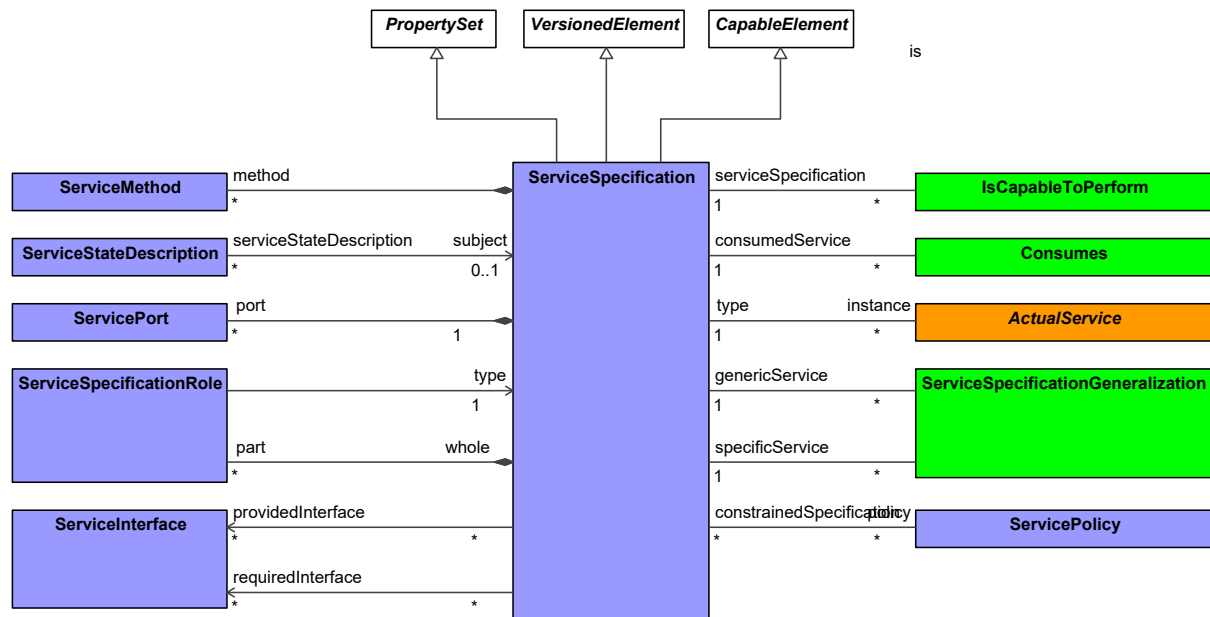 PropertySet
VersionedElement
CapableElement
is
ServiceSpecification
ServiceMethod
method
*
ServiceStateDescription
serviceStateDescription
*
subject
0..1
ServicePort
port
*
1
ServiceSpecificationRole
type
1
part
*
whole
ServiceInterface
providedInterface
*
*
requiredInterface
*
*
serviceSpecification
1
*
IsCapableToPerform
consumedService
1
*
Consumes
type
1
instance
*
ActualService
genericService
1
*
ServiceSpecificationGeneralization
specificService
1
*
constrainedSpecification
*
policy
*
ServicePolicy